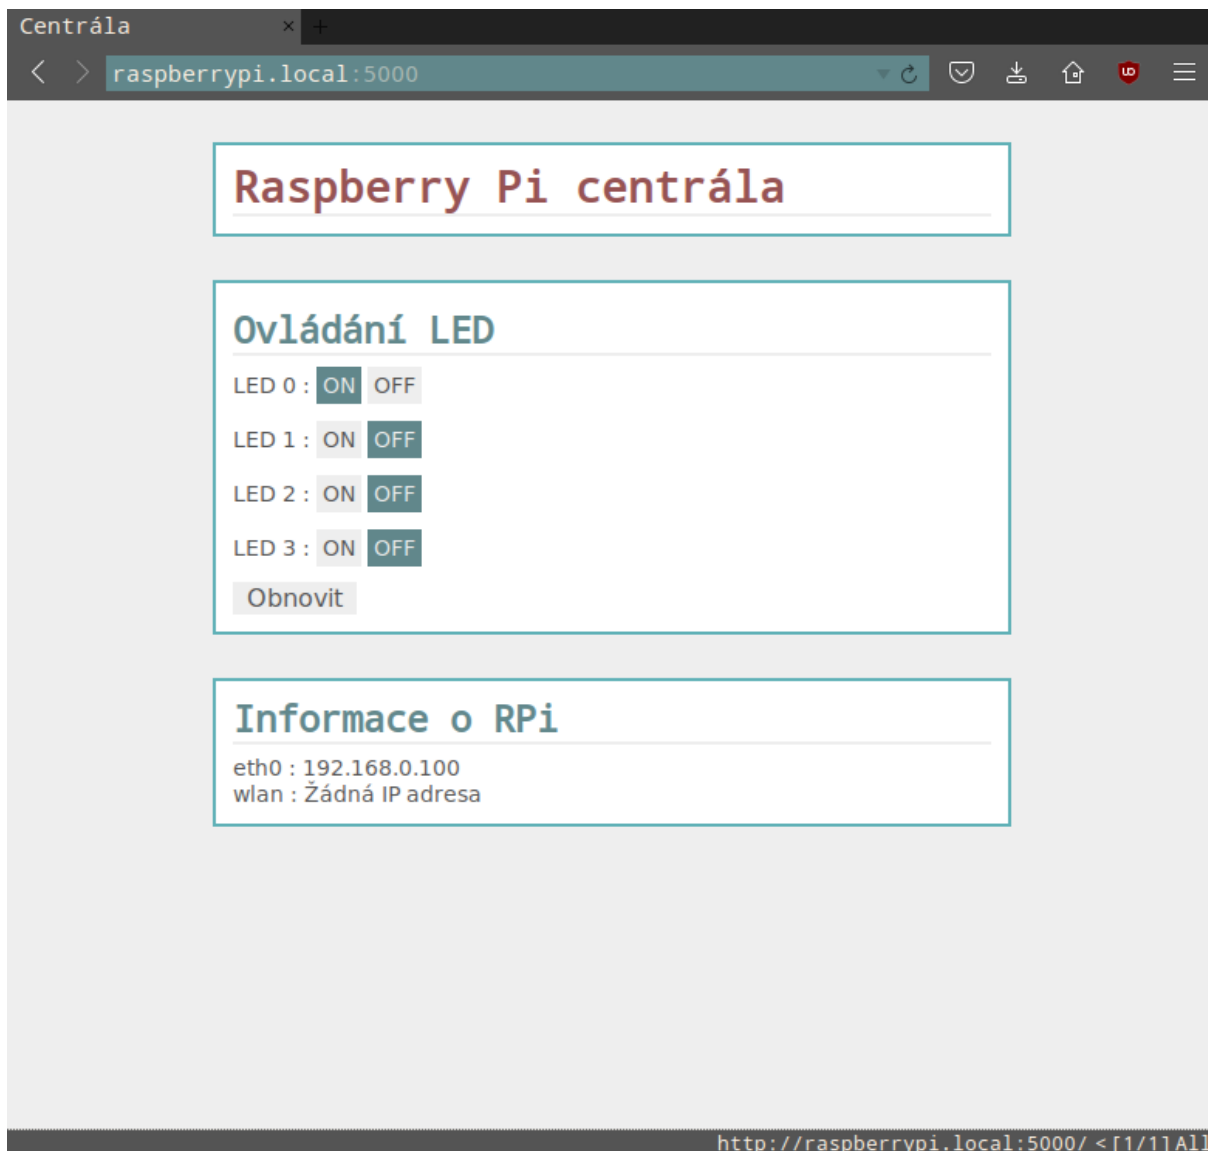 Centrála × +
raspberrypi.local:5000
Raspberry Pi centrála
Ovládání LED
LED 0 : ON OFF
LED 1 : ON OFF
LED 2 : ON OFF
LED 3 : ON OFF
Obnovit
Informace o RPi
eth0 : 192.168.0.100
wlan : Žádná IP adresa
http://raspberrypi.local:5000/ <[1/1]All